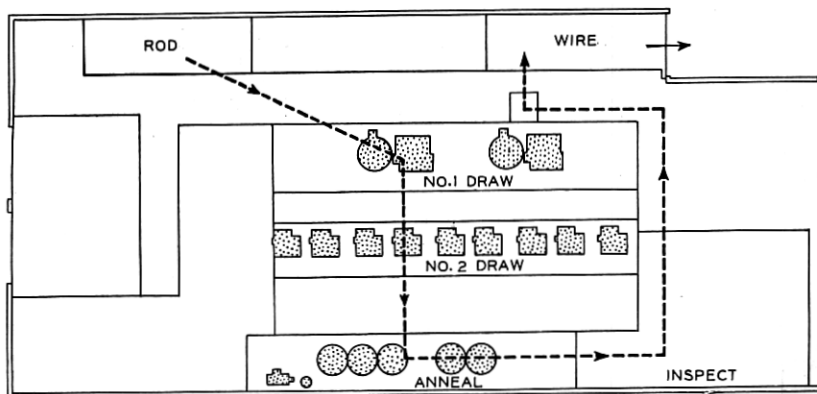 ROD
WIRE
NO.1 DRAW
NO. 2 DRAW
ANNEAL
INSPECT